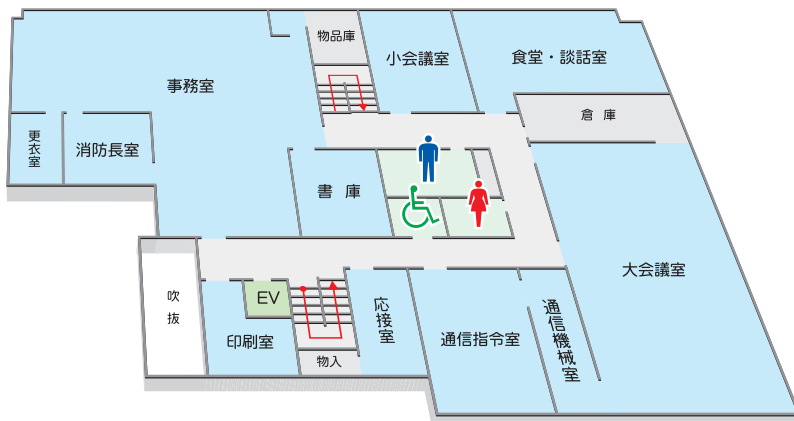 物品庫
小会議室
食堂・談話室
事務室
倉庫
更衣室
消防長室
書庫
大会議室
吹抜
EV
印刷室
物入
応接室
通信指令室
通信機械室